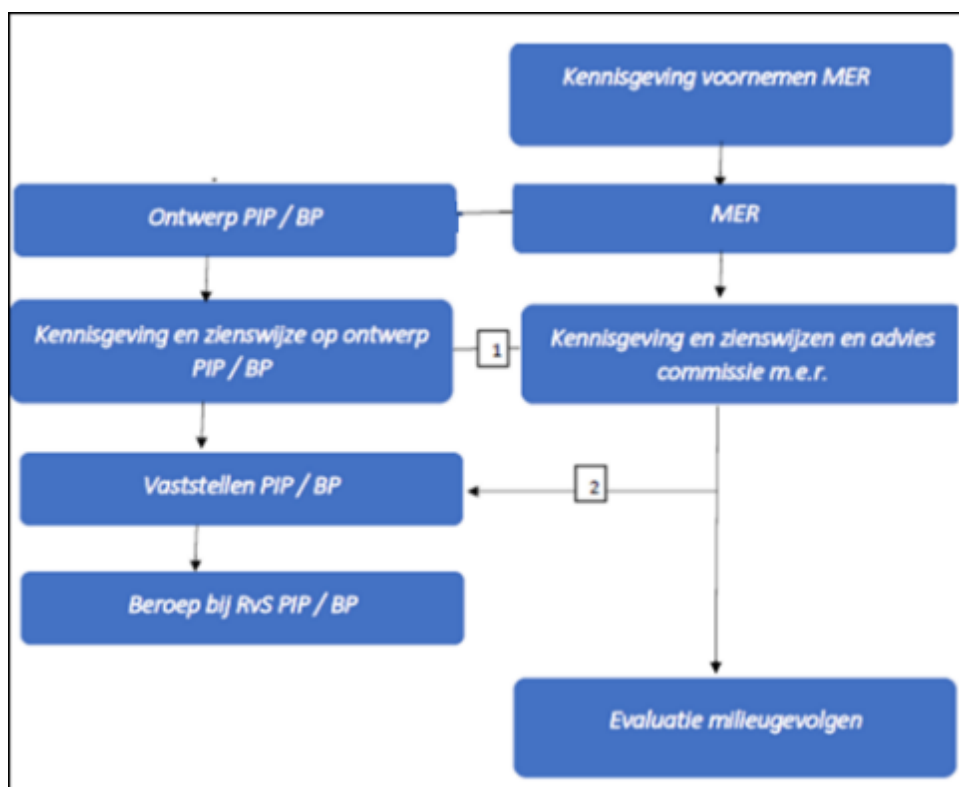 Kennisgeving voornemen MER
Ontwerp PIP / BP
MER
Kennisgeving en zienswijze op ontwerp
PIP / BP
1
Kennisgeving en zienswijzen en advies
commissie m.e.r.
Vaststellen PIP / BP
2
Beroep bij RvS PIP / BP
Evaluatie milieugevolgen